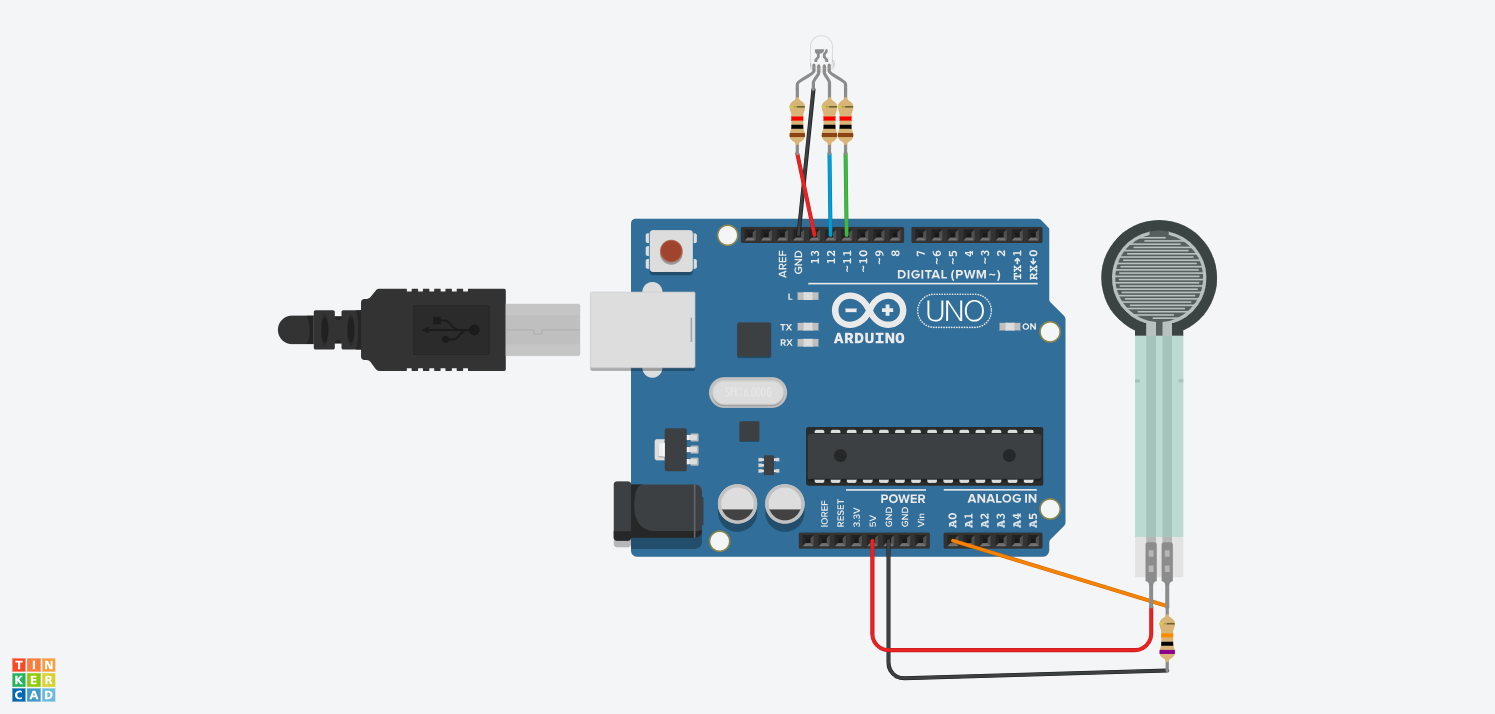 AREF
GND
13
12
~11
~10
~9
8
7
~6
~5
4
~3
2
TX→1
RX←0
DIGITAL (PWM~)
L
TX
RX
UNO
ON
ARDUINO
POWER
ANALOG IN
IOREF
RESET
3.3V
5V
GND
GND
Vin
A0
A1
A2
A3
A4
A5
TIN
KER
CAD